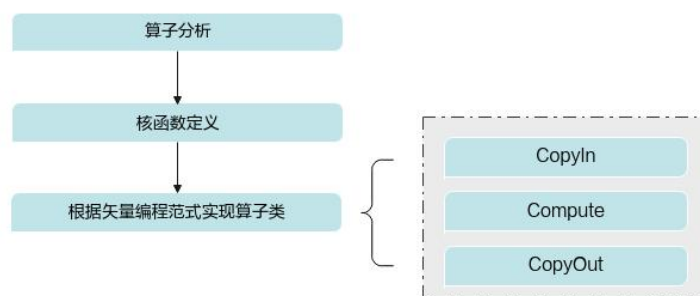 算子分析
核函数定义
根据矢量编程范式实现算子类
CopyIn
Compute
CopyOut